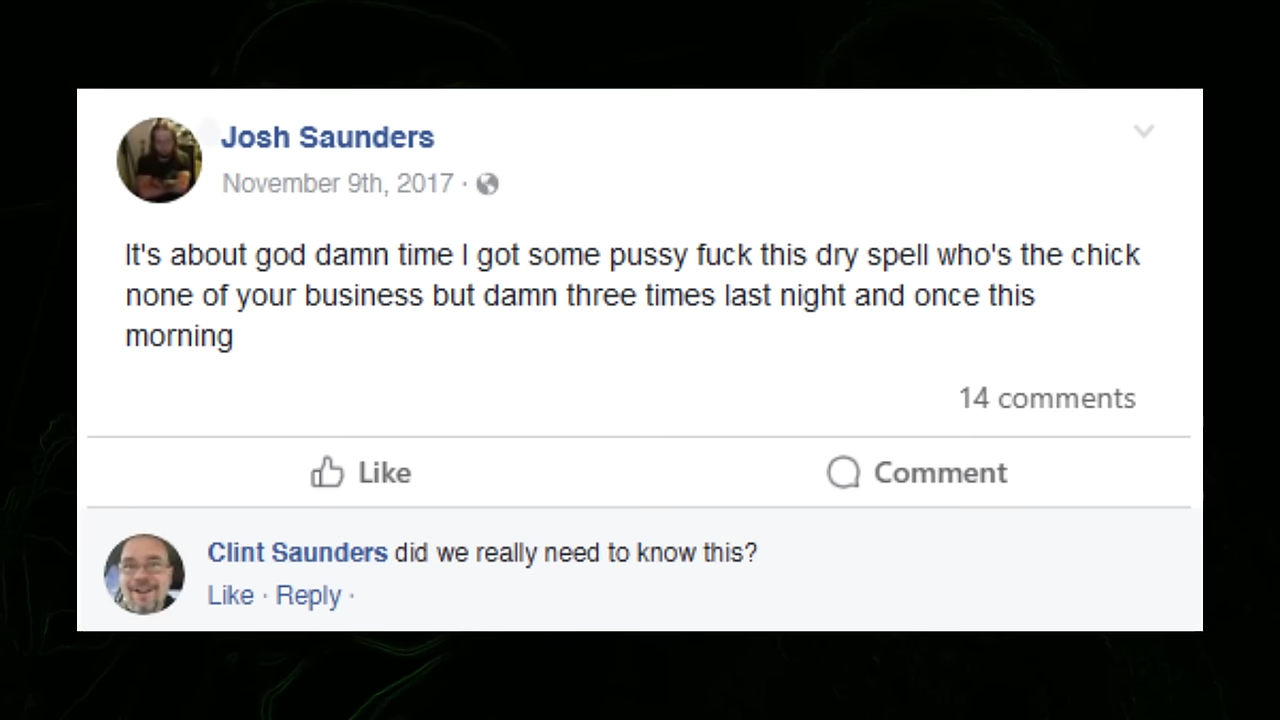 Josh Saunders
November 9th, 2017 ·
It's about god damn time I got some pussy fuck this dry spell who's the chick
none of your business but damn three times last night and once this
morning
14 comments
Like
Comment
Clint Saunders did we really need to know this?
Like · Reply ·